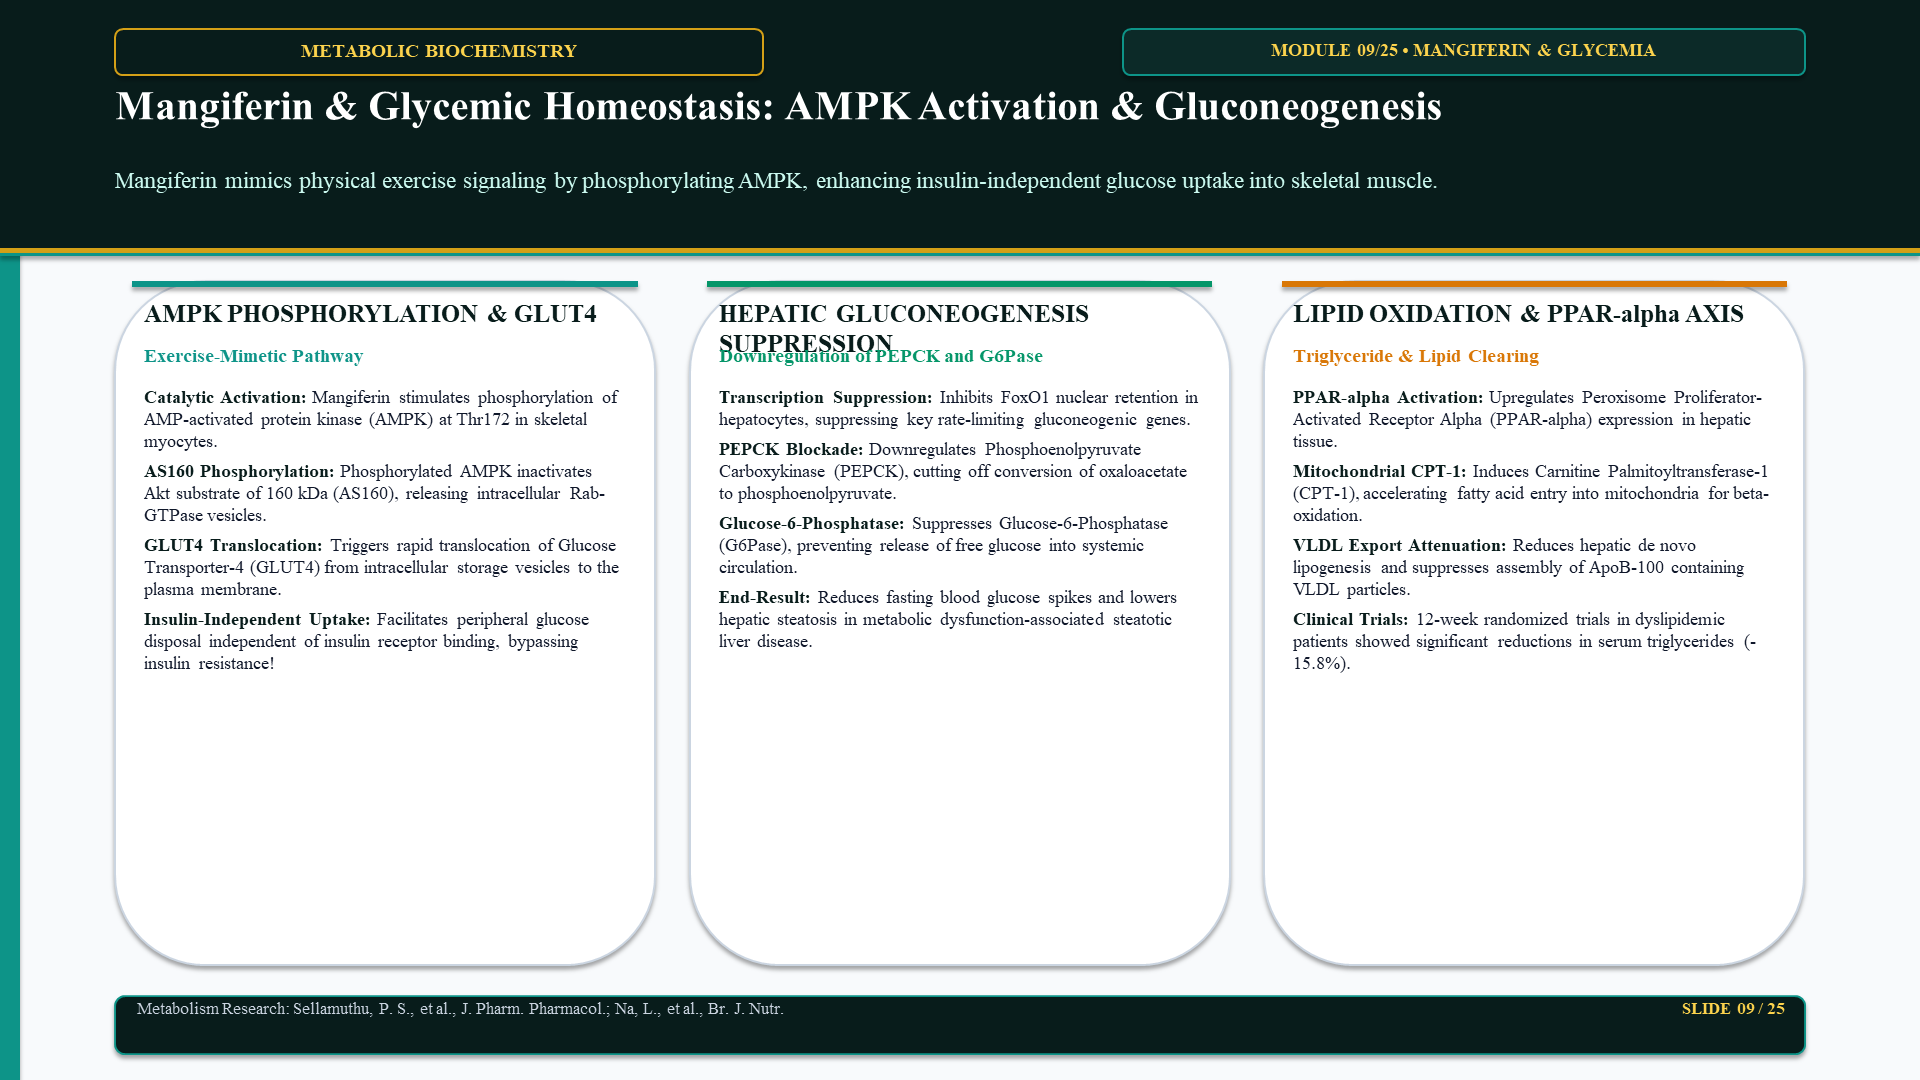 METABOLIC BIOCHEMISTRY
MODULE 09/25 • MANGIFERIN & GLYCEMIA
Mangiferin & Glycemic Homeostasis: AMPK Activation & Gluconeogenesis
Mangiferin mimics physical exercise signaling by phosphorylating AMPK, enhancing insulin-independent glucose uptake into skeletal muscle.
AMPK PHOSPHORYLATION & GLUT4
Exercise-Mimetic Pathway
Catalytic Activation: Mangiferin stimulates phosphorylation of
AMP-activated protein kinase (AMPK) at Thr172 in skeletal
myocytes.
AS160 Phosphorylation: Phosphorylated AMPK inactivates
Akt substrate of 160 kDa (AS160), releasing intracellular Rab-
GTPase vesicles.
GLUT4 Translocation: Triggers rapid translocation of Glucose
Transporter-4 (GLUT4) from intracellular storage vesicles to the
plasma membrane.
Insulin-Independent Uptake: Facilitates peripheral glucose
disposal independent of insulin receptor binding, bypassing
insulin resistance!
HEPATIC GLUCONEOGENESIS
SUPPRESSION
Downregulation of PEPCK and G6Pase
Transcription Suppression: Inhibits FoxO1 nuclear retention in
hepatocytes, suppressing key rate-limiting gluconeogenic genes.
PEPCK Blockade: Downregulates Phosphoenolpyruvate
Carboxykinase (PEPCK), cutting off conversion of oxaloacetate
to phosphoenolpyruvate.
Glucose-6-Phosphatase: Suppresses Glucose-6-Phosphatase
(G6Pase), preventing release of free glucose into systemic
circulation.
End-Result: Reduces fasting blood glucose spikes and lowers
hepatic steatosis in metabolic dysfunction-associated steatotic
liver disease.
LIPID OXIDATION & PPAR-alpha AXIS
Triglyceride & Lipid Clearing
PPAR-alpha Activation: Upregulates Peroxisome Proliferator-
Activated Receptor Alpha (PPAR-alpha) expression in hepatic
tissue.
Mitochondrial CPT-1: Induces Carnitine Palmitoyltransferase-1
(CPT-1), accelerating fatty acid entry into mitochondria for beta-
oxidation.
VLDL Export Attenuation: Reduces hepatic de novo
lipogenesis and suppresses assembly of ApoB-100 containing
VLDL particles.
Clinical Trials: 12-week randomized trials in dyslipidemic
patients showed significant reductions in serum triglycerides (-
15.8%).
Metabolism Research: Sellamuthu, P. S., et al., J. Pharm. Pharmacol.; Na, L., et al., Br. J. Nutr.
SLIDE 09 / 25